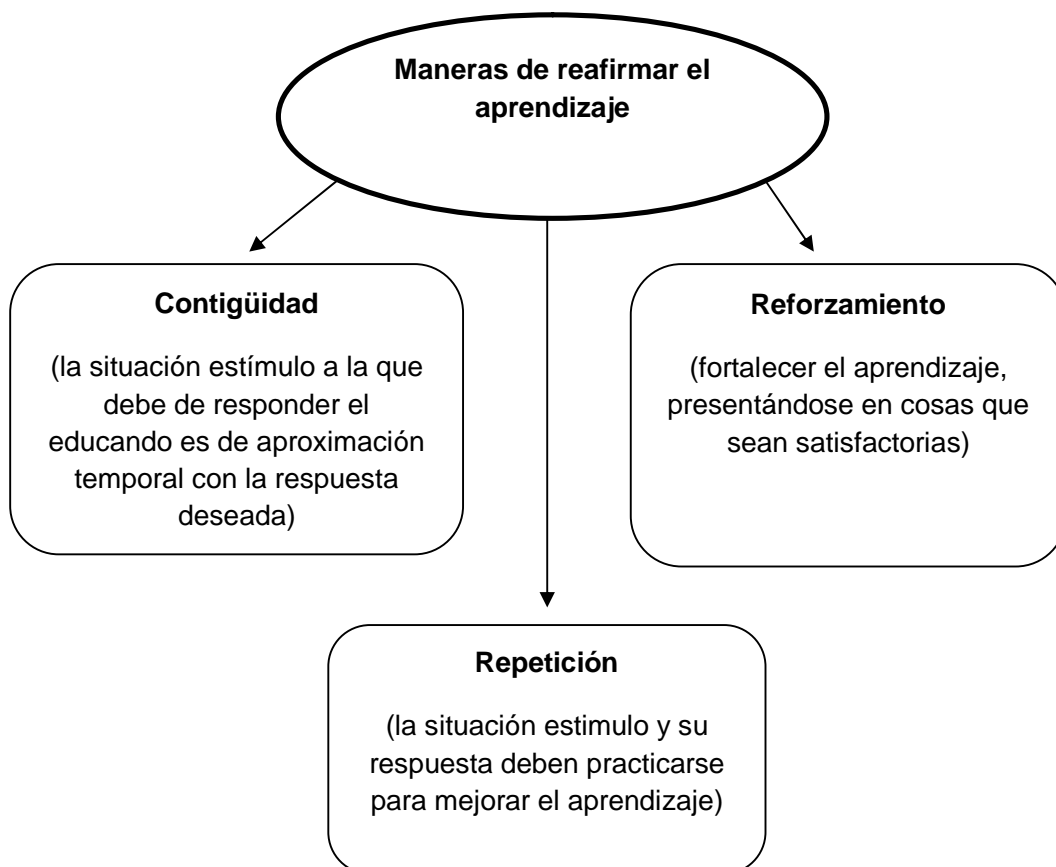 Maneras de reafirmar el
aprendizaje
Contigüidad
(la situación estímulo a la que
debe de responder el
educando es de aproximación
temporal con la respuesta
deseada)
Reforzamiento
(fortalecer el aprendizaje,
presentándose en cosas que
sean satisfactorias)
Repetición
(la situación estimulo y su
respuesta deben practicarse
para mejorar el aprendizaje)